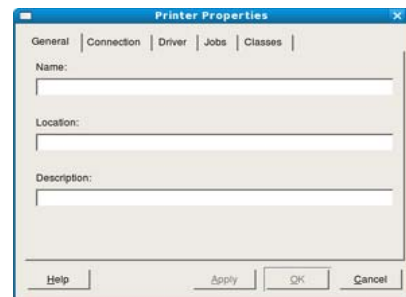 Printer Properties
General Connection Driver Jobs Classes
Name:
Location:
Description:
Help Apply OK Cancel